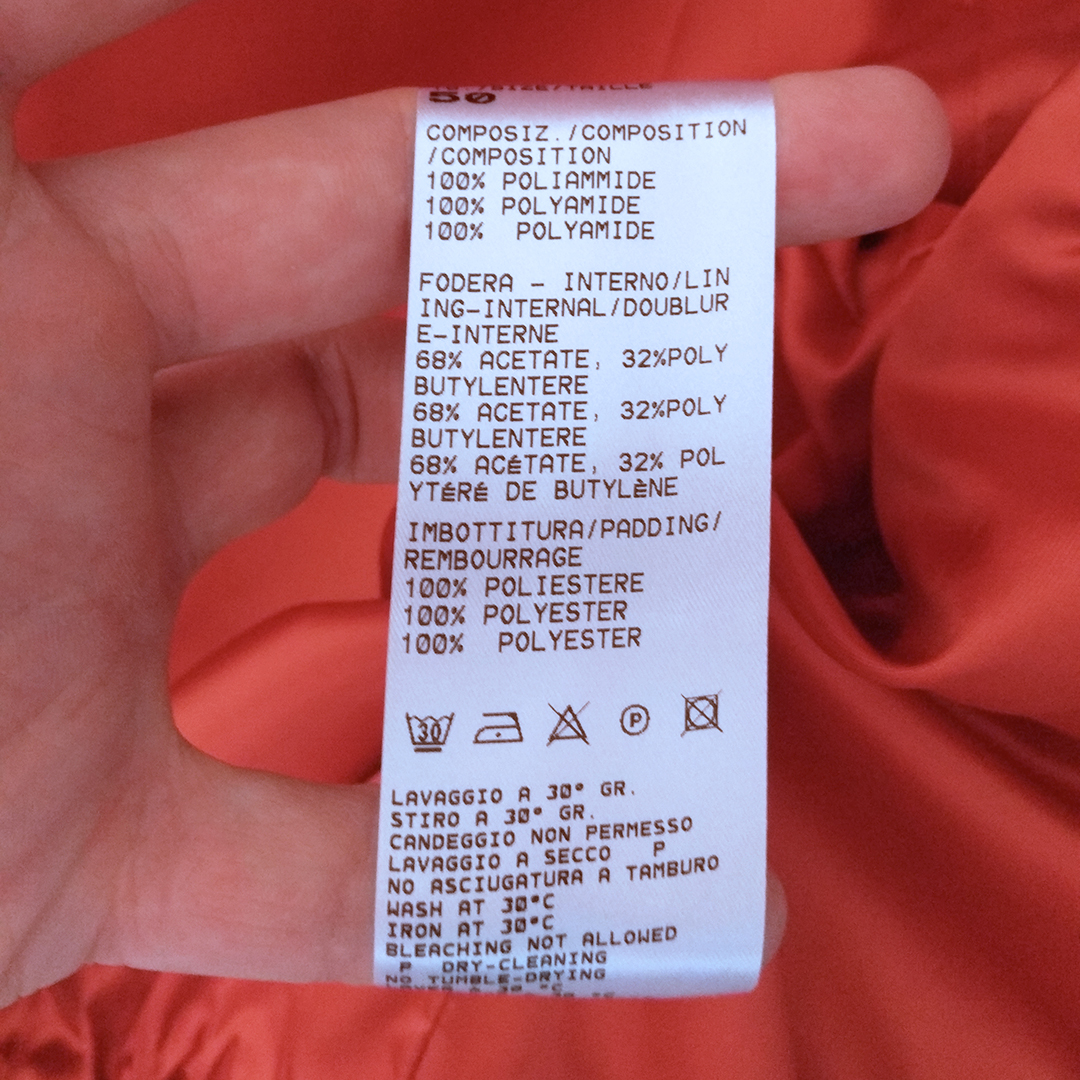 50
COMPOSIZ./COMPOSITION
/COMPOSITION
100% POLIAMMIDE
100% POLYAMIDE
100% POLYAMIDE
FODERA - INTERNO/LIN
ING-INTERNAL/DOUBLUR
E-INTERNE
68% ACETATE, 32%POLY
BUTYLENTERE
68% ACETATE, 32%POLY
BUTYLENTERE
68% ACÉTATE, 32% POL
YTÉRÉ DE BUTYLÈNE
IMBOTTITURA/PADDING/
REMBOURRAGE
100% POLIESTERE
100% POLYESTER
100% POLYESTER
30 P
LAVAGGIO A 30° GR.
STIRO A 30° GR.
CANDEGGIO NON PERMESSO
LAVAGGIO A SECCO P
NO ASCIUGATURA A TAMBURO
WASH AT 30°C
IRON AT 30°C
BLEACHING NOT ALLOWED
P DRY-CLEANING
NO TUMBLE-DRYING